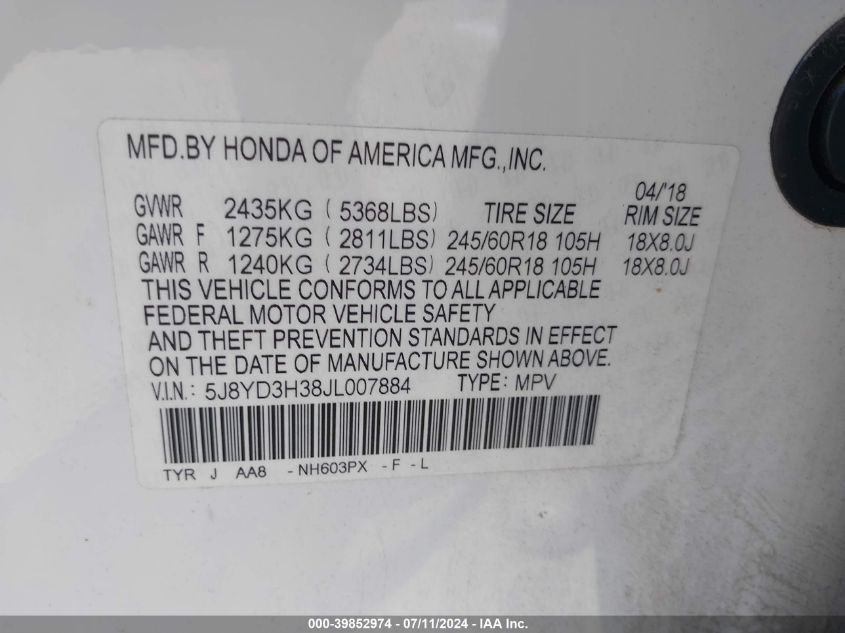 MFD.BY HONDA OF AMERICA MFG.,INC.
04/'18
GVWR 2435KG ( 5368LBS) TIRE SIZE RIM SIZE
GAWR F 1275KG ( 2811LBS) 245/60R18 105H 18X8.0J
GAWR R 1240KG ( 2734LBS) 245/60R18 105H 18X8.0J
THIS VEHICLE CONFORMS TO ALL APPLICABLE
FEDERAL MOTOR VEHICLE SAFETY
AND THEFT PREVENTION STANDARDS IN EFFECT
ON THE DATE OF MANUFACTURE SHOWN ABOVE.
V.I.N.: 5J8YD3H38JL007884 TYPE: MPV
TYR J AA8 -NH603PX -F -L
000-39852974 - 07/11/2024 - IAA Inc.